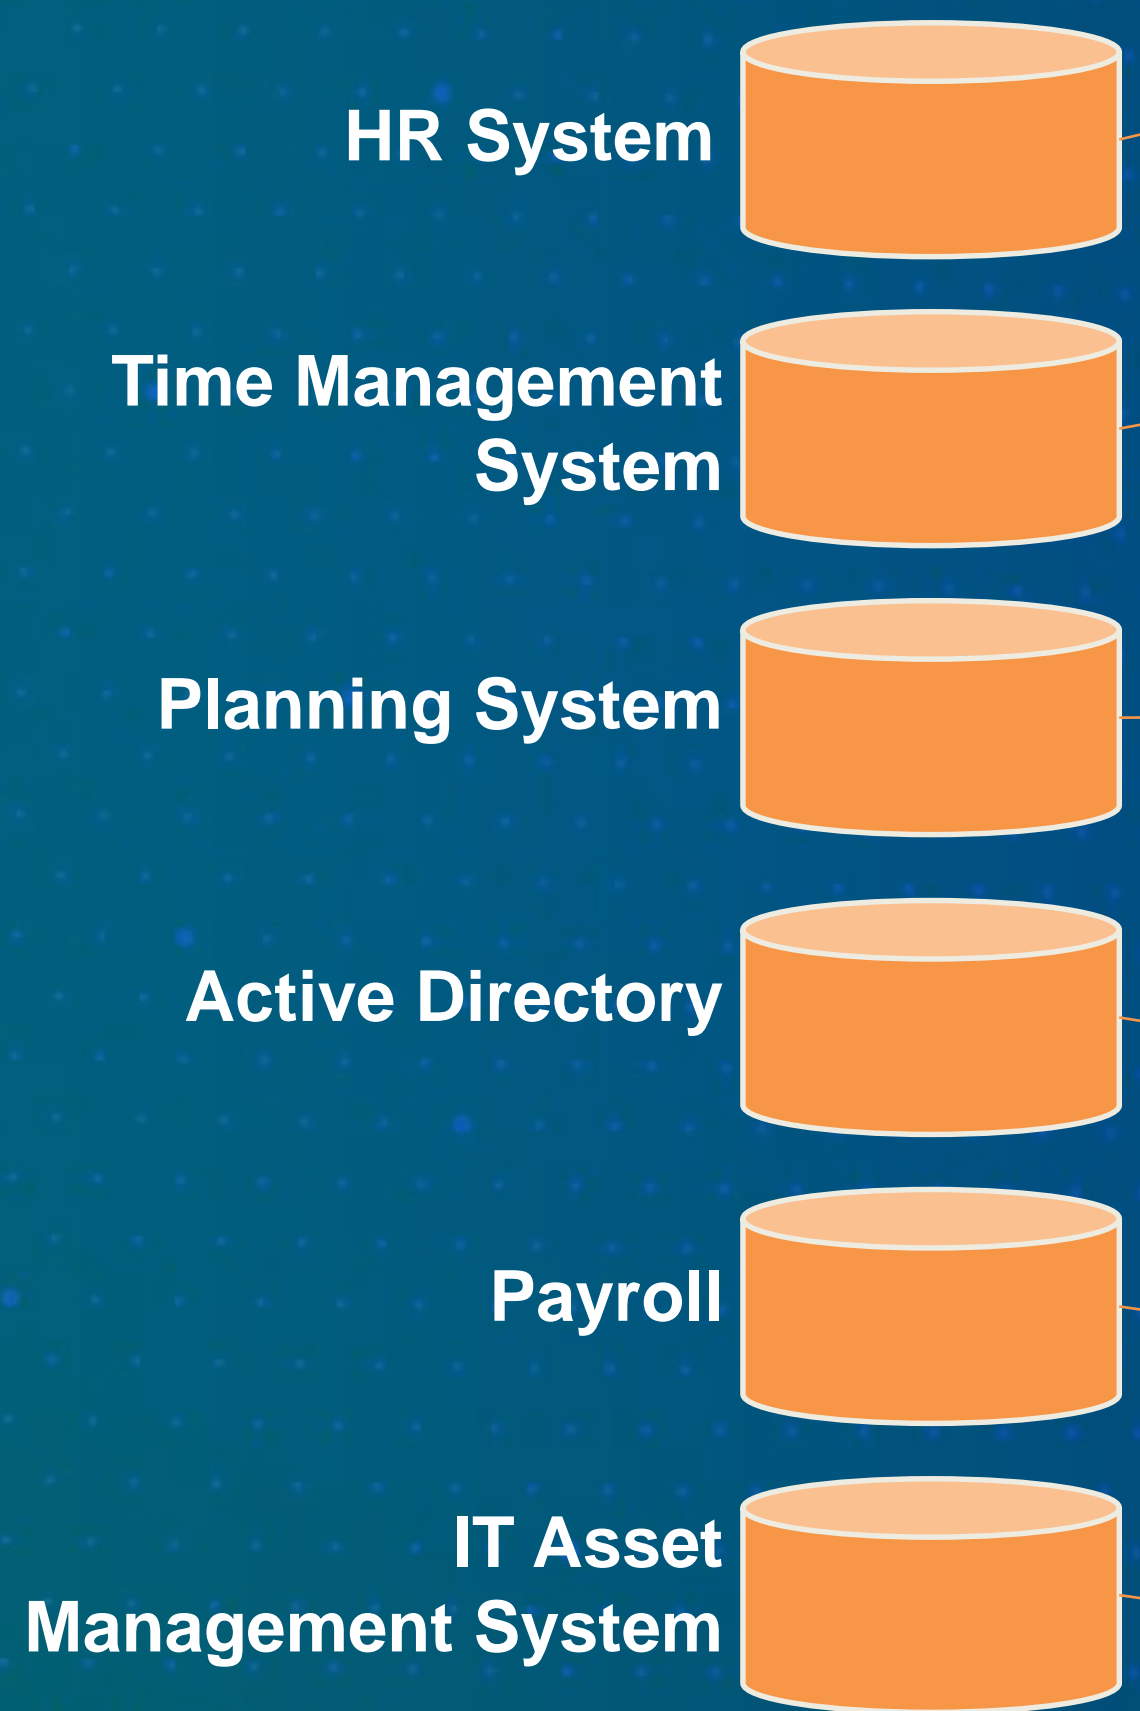 HR System
Time Management
System
Planning System
Active Directory
Payroll
IT Asset
Management System